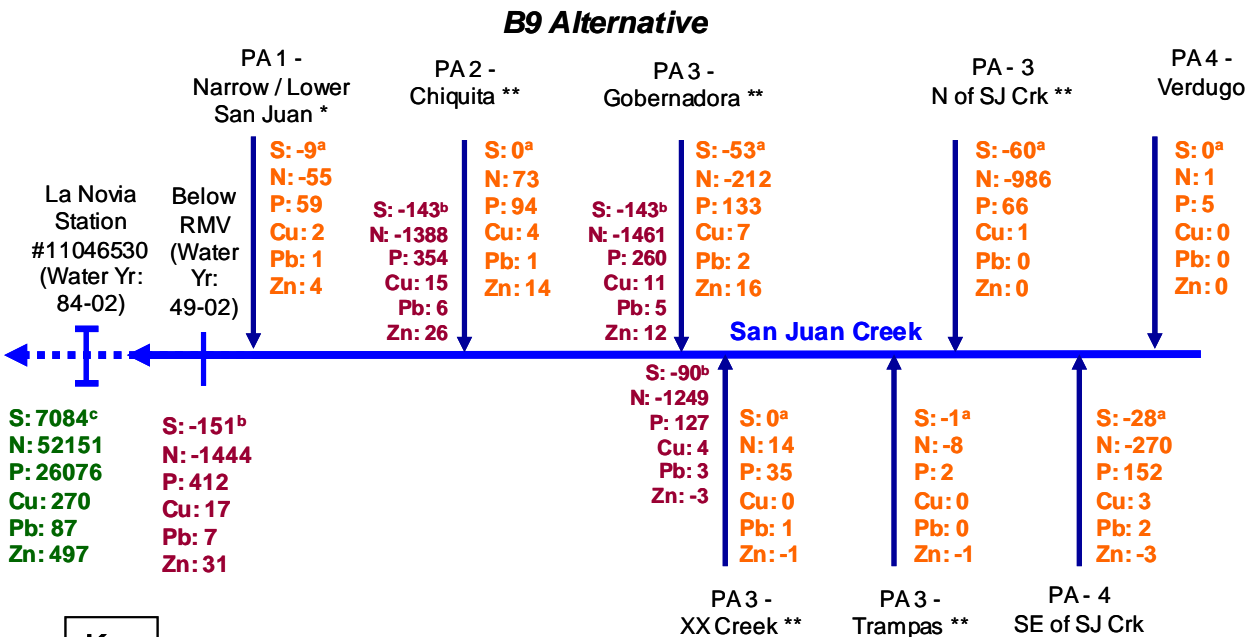 B9 Alternative
PA 1 -
Narrow / Lower
San Juan *
PA 2 -
Chiquita **
PA 3 -
Gobernadora **
PA - 3
N of SJ Crk **
PA 4 -
Verdugo
La Novia
Station
#11046530
(Water Yr:
84-02)
Below
RMV
(Water
Yr:
49-02)
S: -9ᵃ
N: -55
P: 59
Cu: 2
Pb: 1
Zn: 4
S: -143ᵇ
N: -1388
P: 354
Cu: 15
Pb: 6
Zn: 26
S: 0ᵃ
N: 73
P: 94
Cu: 4
Pb: 1
Zn: 14
S: -143ᵇ
N: -1461
P: 260
Cu: 11
Pb: 5
Zn: 12
S: -53ᵃ
N: -212
P: 133
Cu: 7
Pb: 2
Zn: 16
S: -60ᵃ
N: -986
P: 66
Cu: 1
Pb: 0
Zn: 0
S: 0ᵃ
N: 1
P: 5
Cu: 0
Pb: 0
Zn: 0
San Juan Creek
S: 7084ᶜ
N: 52151
P: 26076
Cu: 270
Pb: 87
Zn: 497
S: -151ᵇ
N: -1444
P: 412
Cu: 17
Pb: 7
Zn: 31
S: -90ᵇ
N: -1249
P: 127
Cu: 4
Pb: 3
Zn: -3
S: 0ᵃ
N: 14
P: 35
Cu: 0
Pb: 1
Zn: -1
S: -1ᵃ
N: -8
P: 2
Cu: 0
Pb: 0
Zn: -1
S: -28ᵃ
N: -270
P: 152
Cu: 3
Pb: 2
Zn: -3
PA 3 -
XX Creek **
PA 3 -
Trampas **
PA - 4
SE of SJ Crk